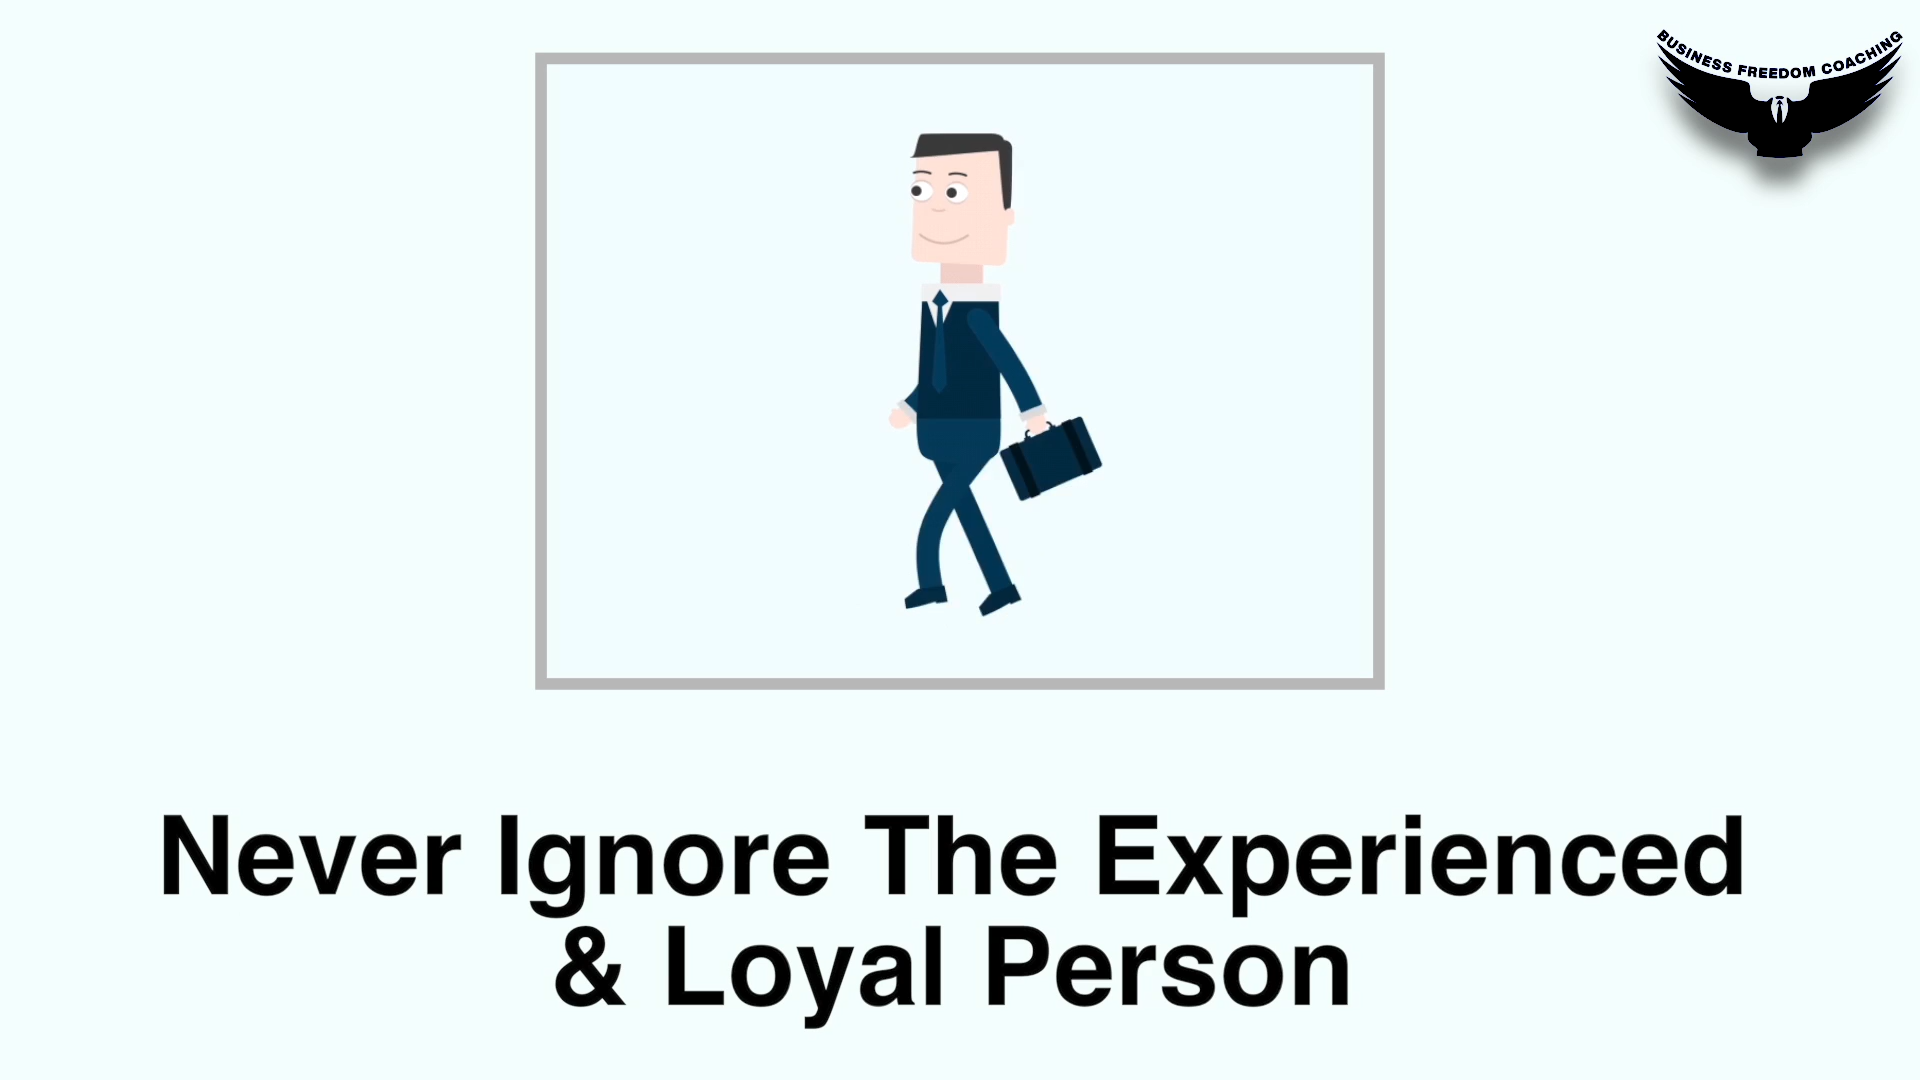 BUSINESS FREEDOM COACHING
Never Ignore The Experienced
& Loyal Person